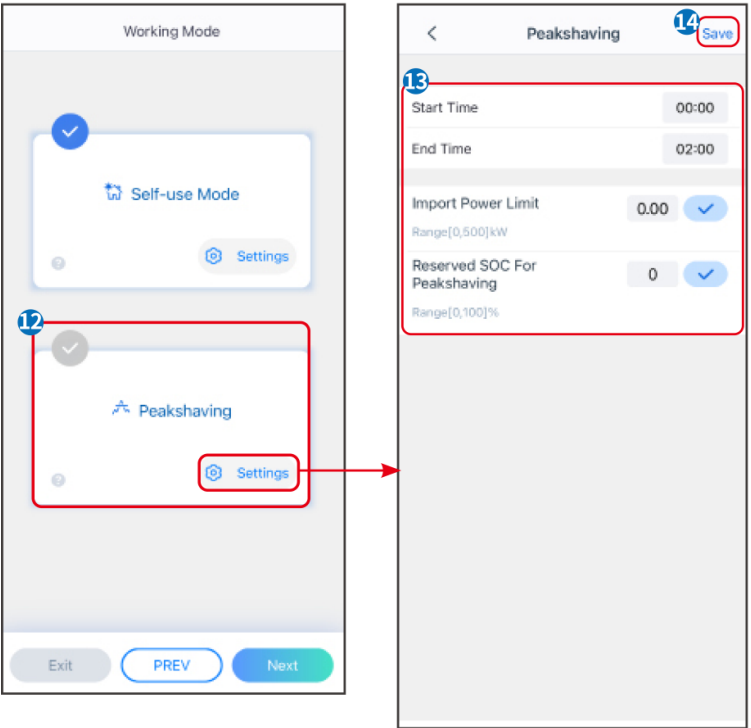 Working Mode
Self-use Mode
Settings
?
12
Peakshaving
Settings
?
Exit
PREV
Next
Peakshaving
14
Save
13
Start Time
00:00
End Time
02:00
Import Power Limit
0.00
Range[0,500]kW
Reserved SOC For
Peakshaving
0
Range[0,100]%